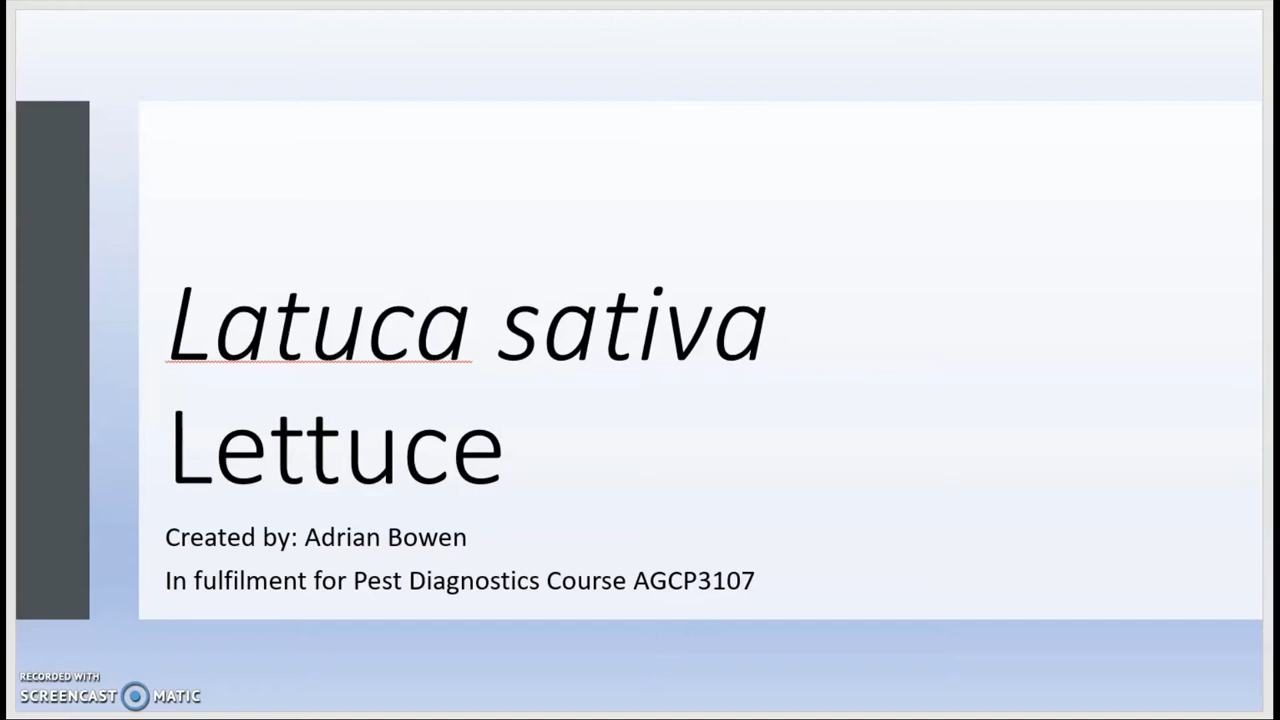 Latuca sativa
Lettuce
Created by: Adrian Bowen
In fulfilment for Pest Diagnostics Course AGCP3107
RECORDED WITH
SCREENCAST MATIC